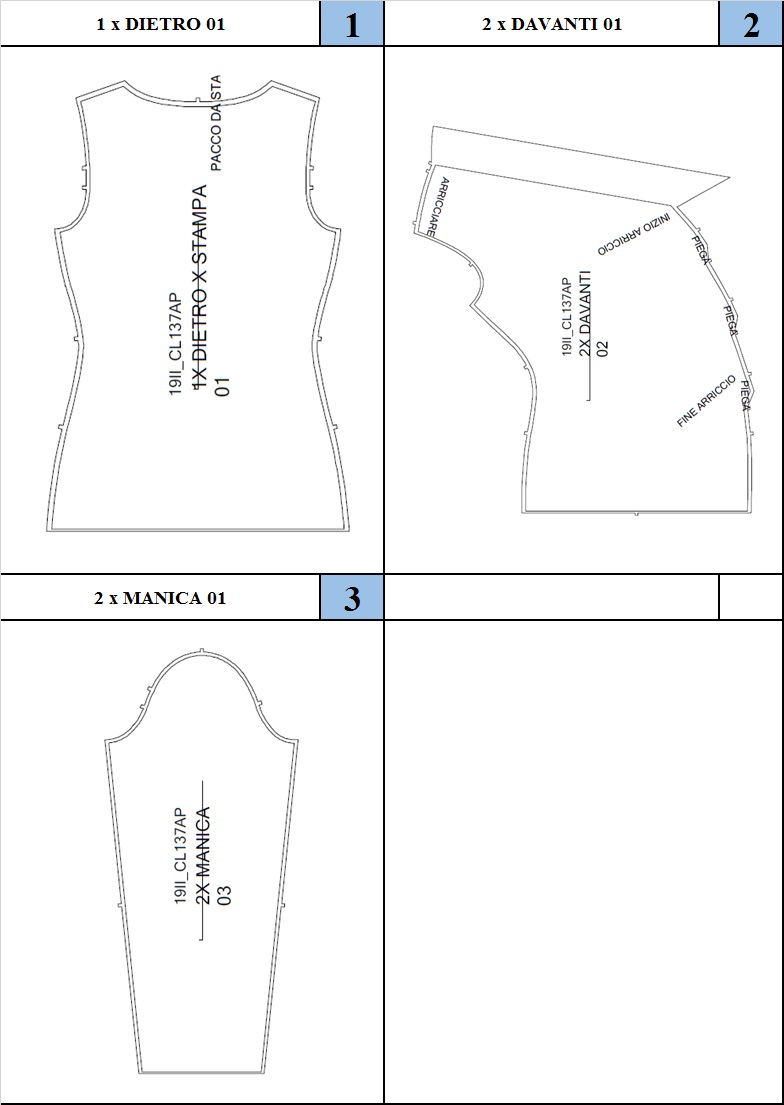 1 x DIETRO 01
1
2 x DAVANTI 01
2
PACCO DA STA
19II_CL137AP
1X DIETRO X STAMPA
01
ARRICCIARE
INIZIO ARRICCIO
PIEGA'
PIEGA'
PIEGA'
FINE ARRICCIO
19II_CL137AP
2X DAVANTI
02
2 x MANICA 01
3
19II_CL137AP
2X MANICA
03